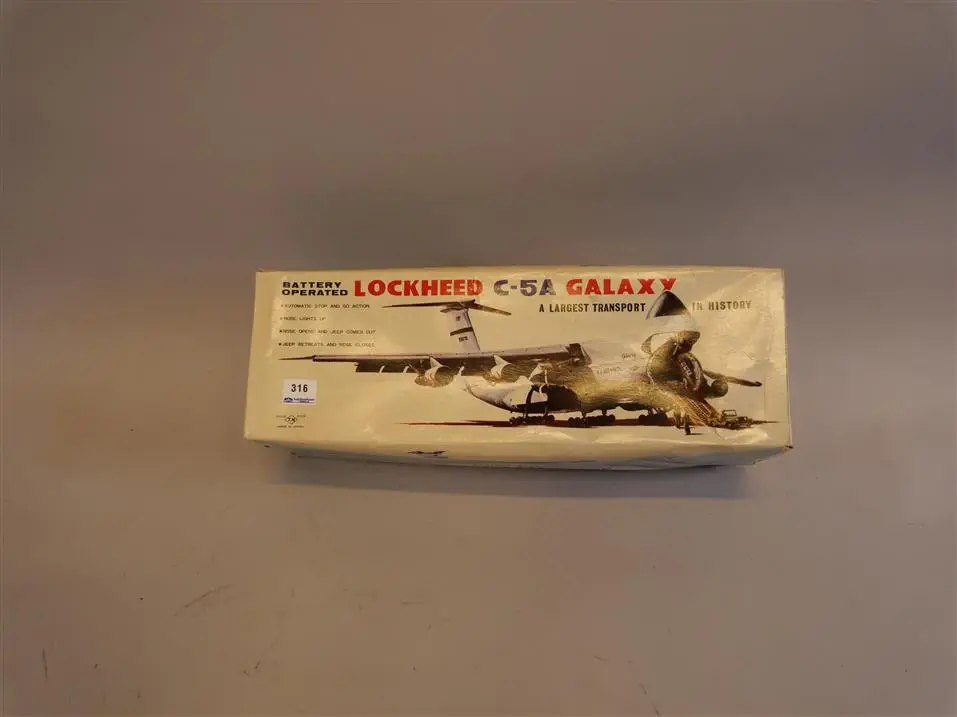 BATTERY OPERATED LOCKHEED C-5A GALAXY
A LARGEST TRANSPORT IN HISTORY
★AUTOMATIC STOP AND GO ACTION
★NOSE LIGHTS UP
★NOSE OPENS AND JEEP COMES OUT
★JEEP RETREATS AND NOSE CLOSES
316
TN